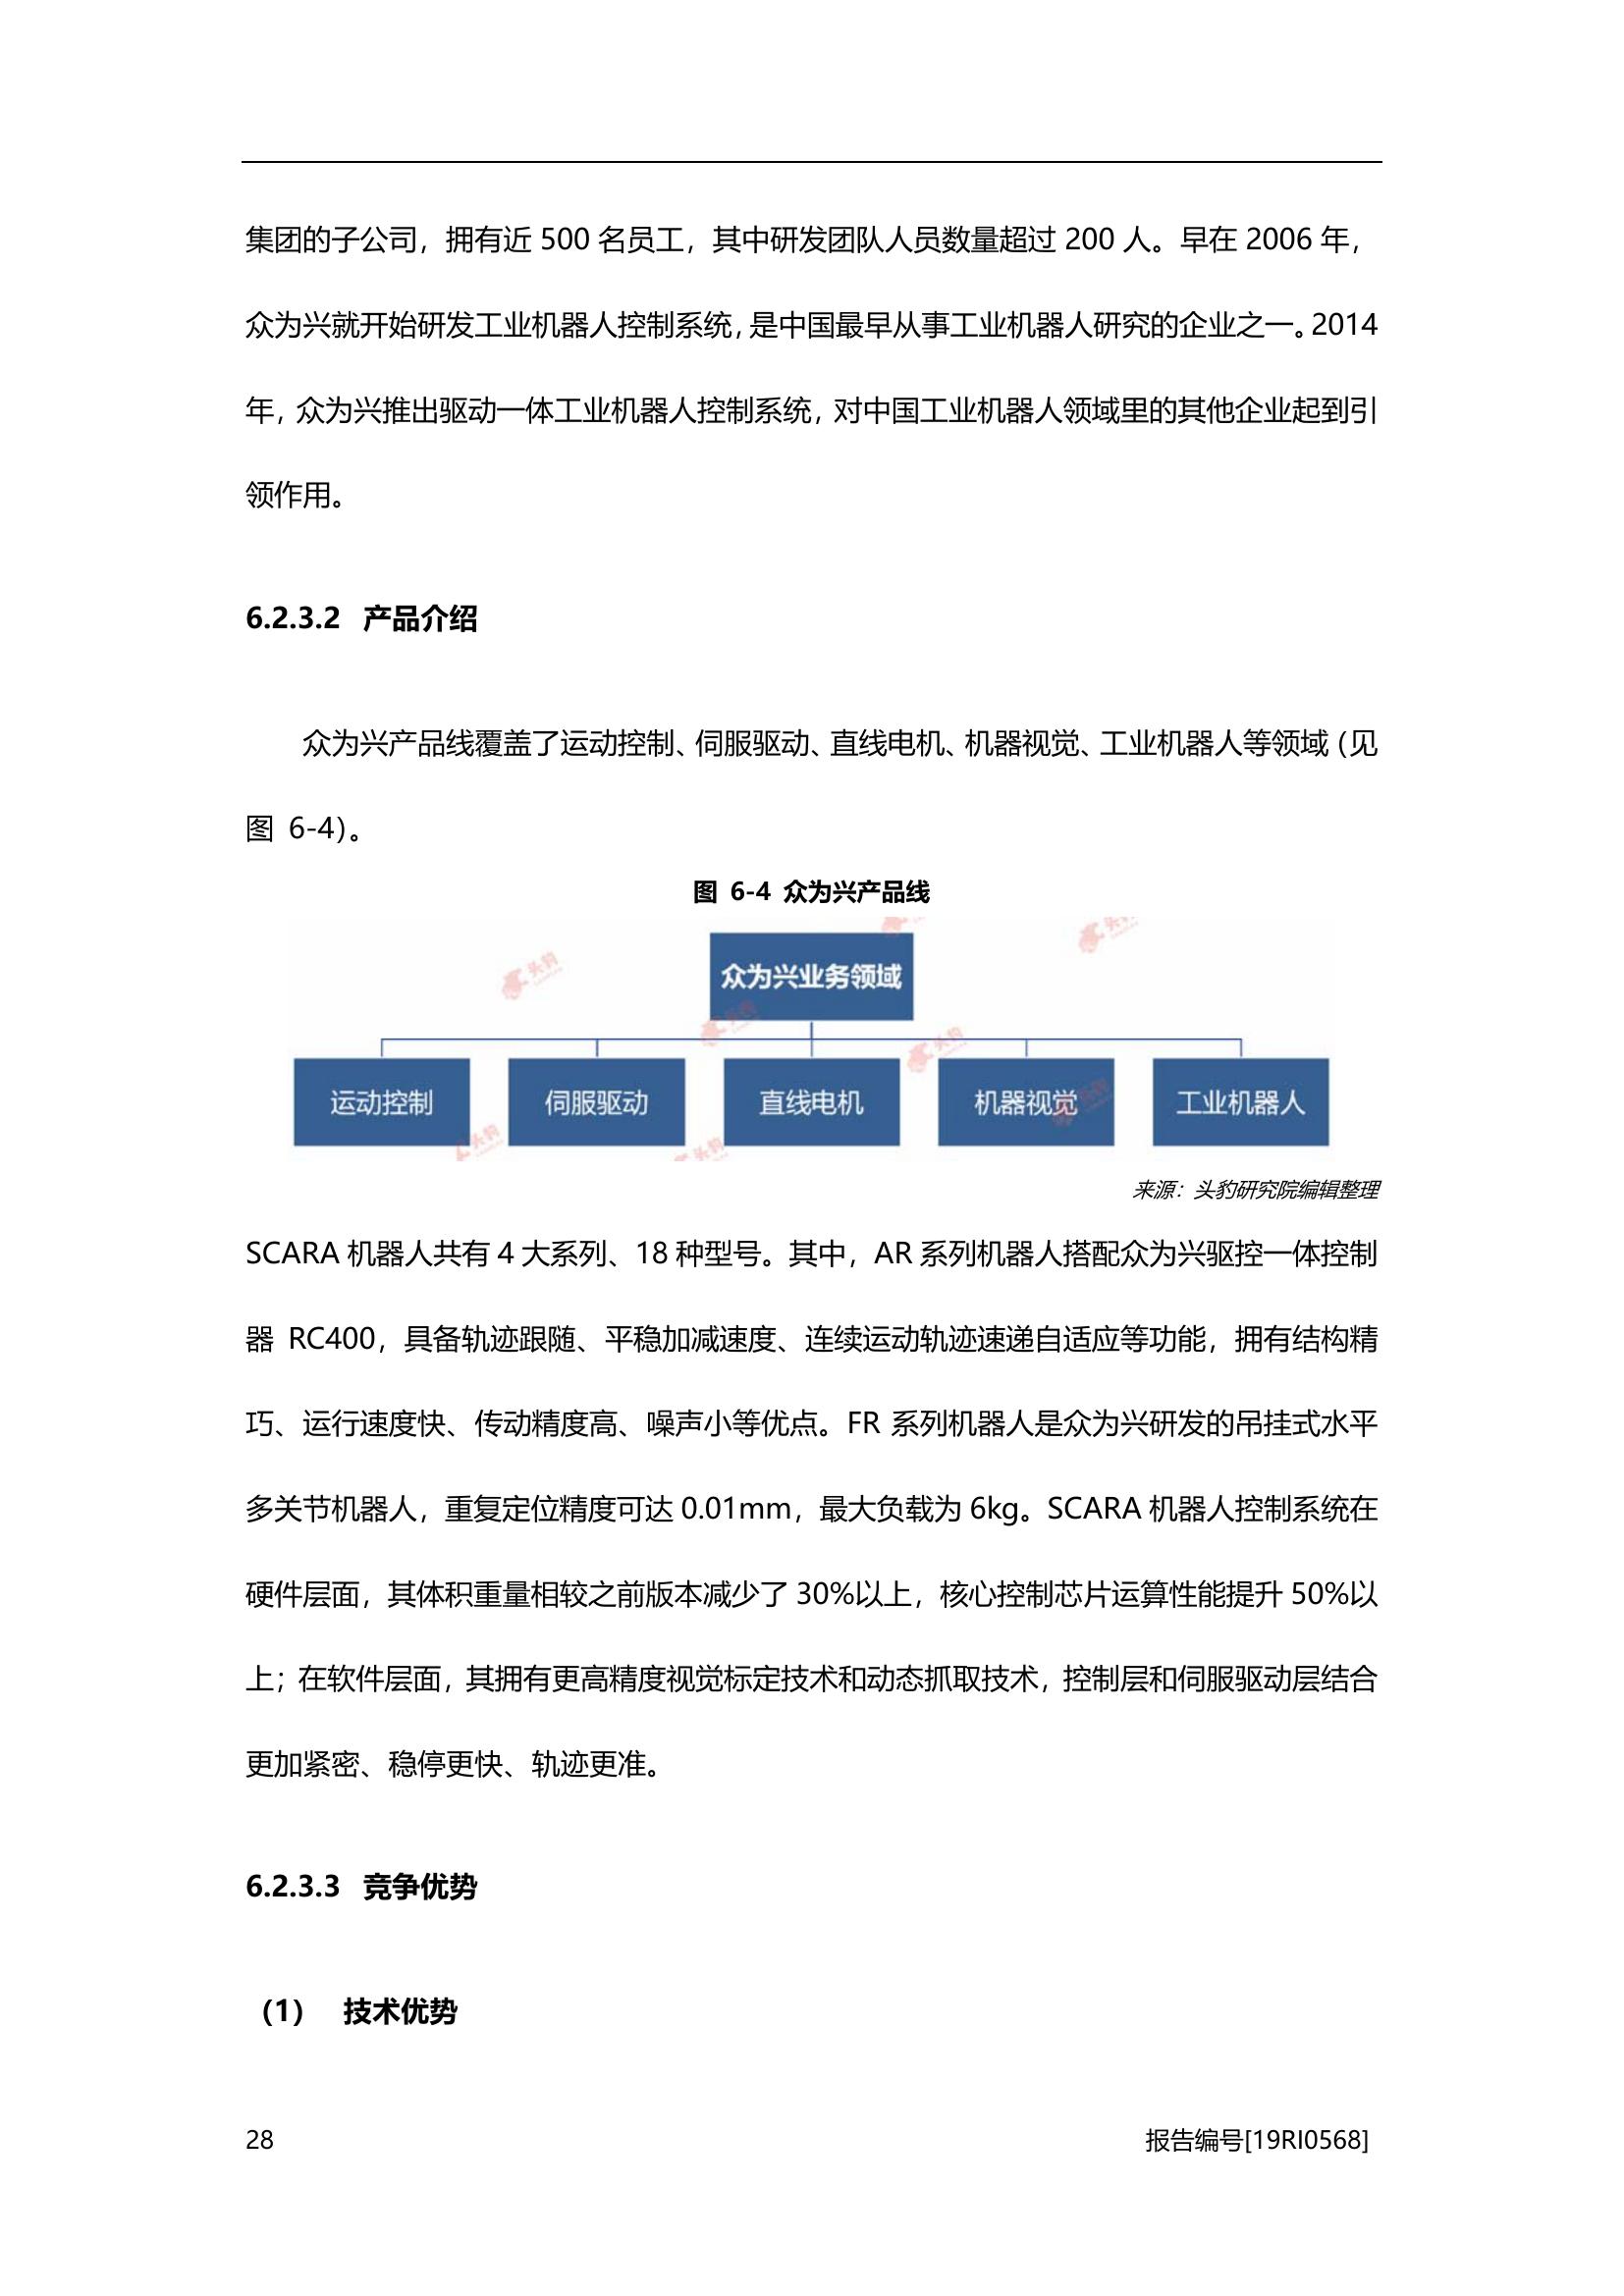 集团的子公司，拥有近 500 名员工，其中研发团队人员数量超过 200 人。早在 2006 年，
众为兴就开始研发工业机器人控制系统，是中国最早从事工业机器人研究的企业之一。2014
年，众为兴推出驱动一体工业机器人控制系统，对中国工业机器人领域里的其他企业起到引
领作用。
6.2.3.2 产品介绍
众为兴产品线覆盖了运动控制、伺服驱动、直线电机、机器视觉、工业机器人等领域（见
图 6-4）。
图 6-4 众为兴产品线
众为兴业务领域
运动控制 伺服驱动 直线电机 机器视觉 工业机器人
来源：头豹研究院编辑整理
SCARA 机器人共有 4 大系列、18 种型号。其中，AR 系列机器人搭配众为兴驱控一体控制
器 RC400，具备轨迹跟随、平稳加减速度、连续运动轨迹速递自适应等功能，拥有结构精
巧、运行速度快、传动精度高、噪声小等优点。FR 系列机器人是众为兴研发的吊挂式水平
多关节机器人，重复定位精度可达 0.01mm，最大负载为 6kg。SCARA 机器人控制系统在
硬件层面，其体积重量相较之前版本减少了 30%以上，核心控制芯片运算性能提升 50%以
上；在软件层面，其拥有更高精度视觉标定技术和动态抓取技术，控制层和伺服驱动层结合
更加紧密、稳停更快、轨迹更准。
6.2.3.3 竞争优势
（1） 技术优势
28 报告编号[19RI0568]